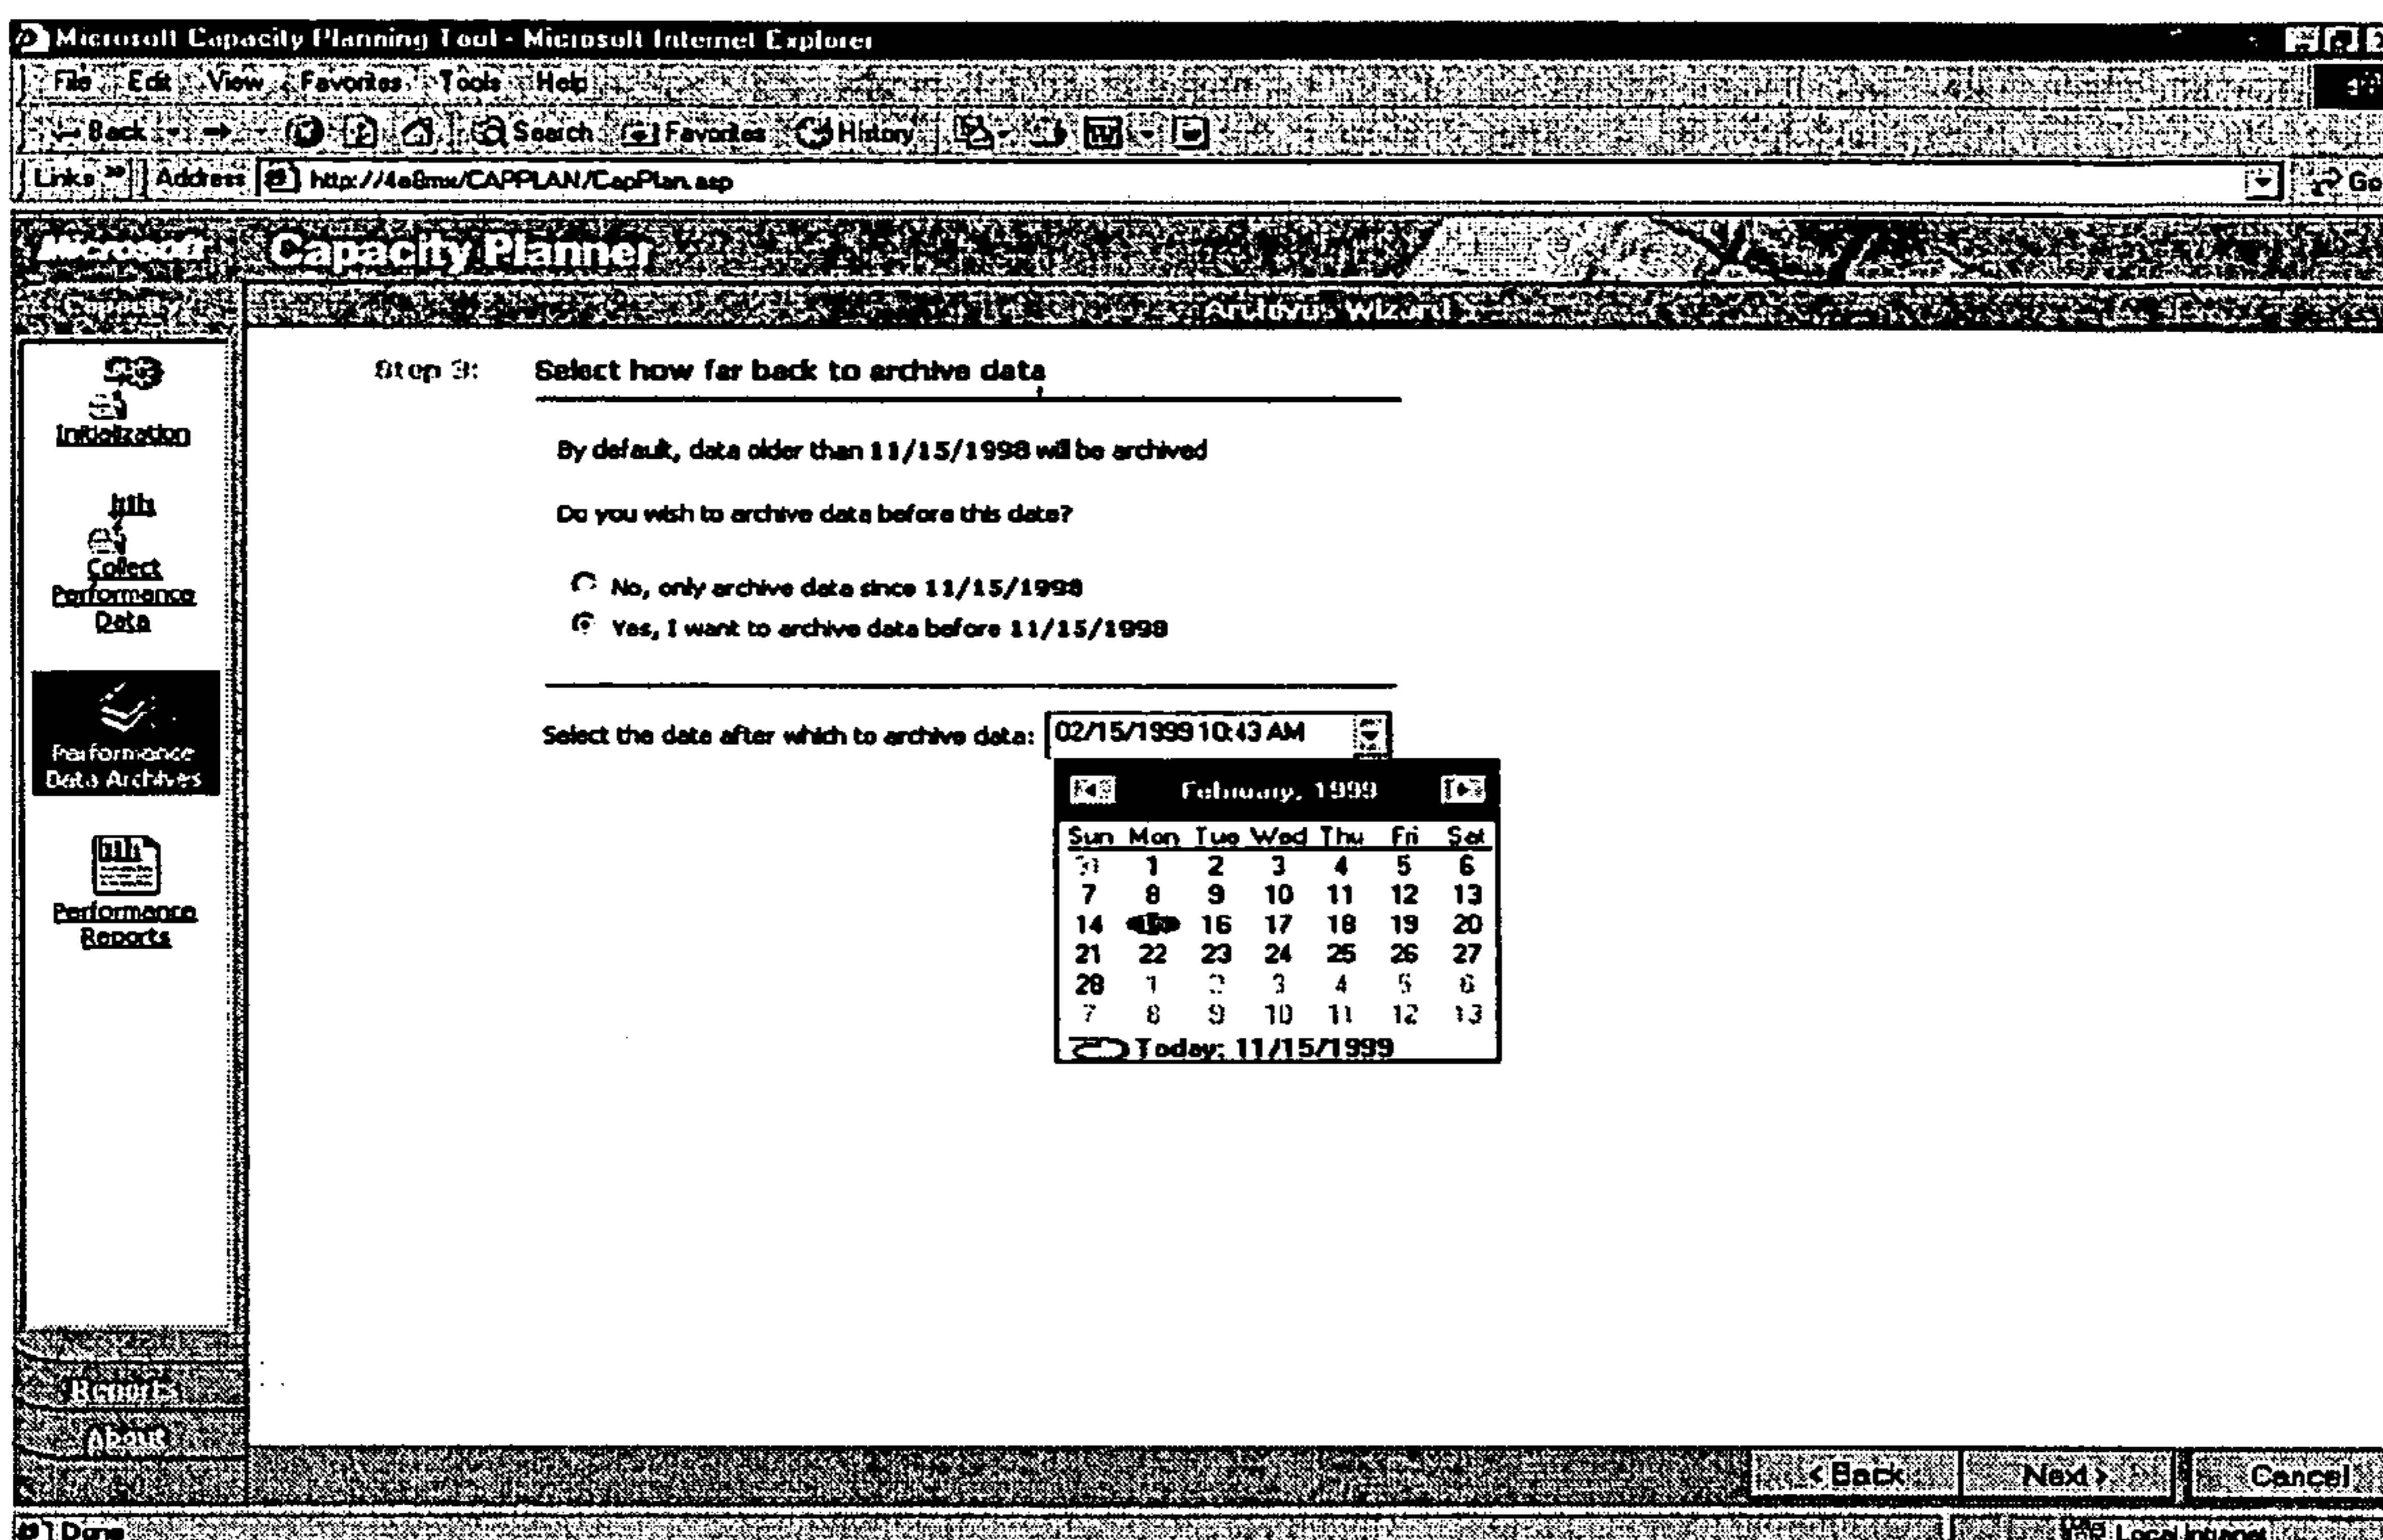 Microsoft Capacity Planning Tool - Microsoft Internet Explorer
File Edit View Favorites Tools Help
Back Search Favorites History
Links Address http://4a8mx/CAPPLAN/CapPlan.asp Go
Microsoft Capacity Planner
Capacity Archives Wizard
Step 3: Select how far back to archive data
Initialization
By default, data older than 11/15/1998 will be archived
Do you wish to archive data before this date?
Collect
Performance
Data
No, only archive data since 11/15/1998
Yes, I want to archive data before 11/15/1998
Select the date after which to archive data: 02/15/1999 10:43 AM
Performance
Data Archives
February, 1999
Sun Mon Tue Wed Thu Fri Sat
31 1 2 3 4 5 6
7 8 9 10 11 12 13
14 15 16 17 18 19 20
21 22 23 24 25 26 27
28 1 2 3 4 5 6
7 8 9 10 11 12 13
Today: 11/15/1999
Performance
Reports
Reports
About
< Back Next > Cancel
Done Local intranet